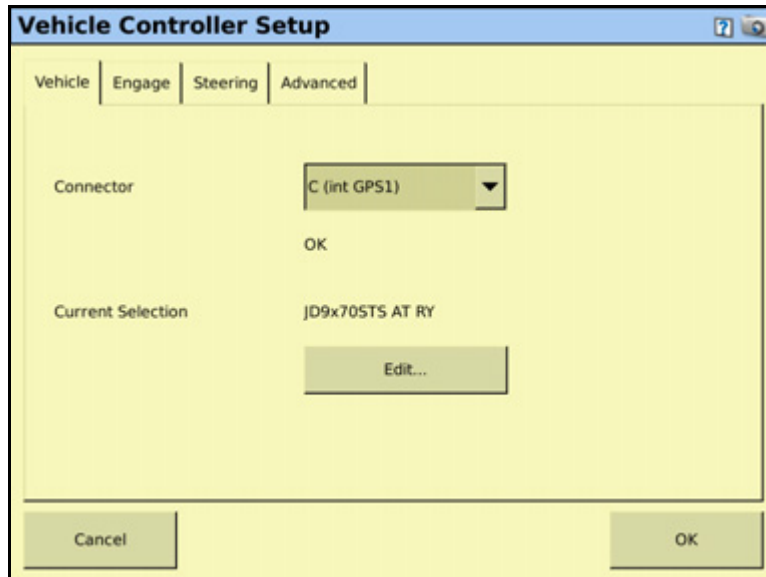 Vehicle Controller Setup
Vehicle Engage Steering Advanced
Connector C (int GPS1)
OK
Current Selection JD9x70STS AT RY
Edit...
Cancel OK